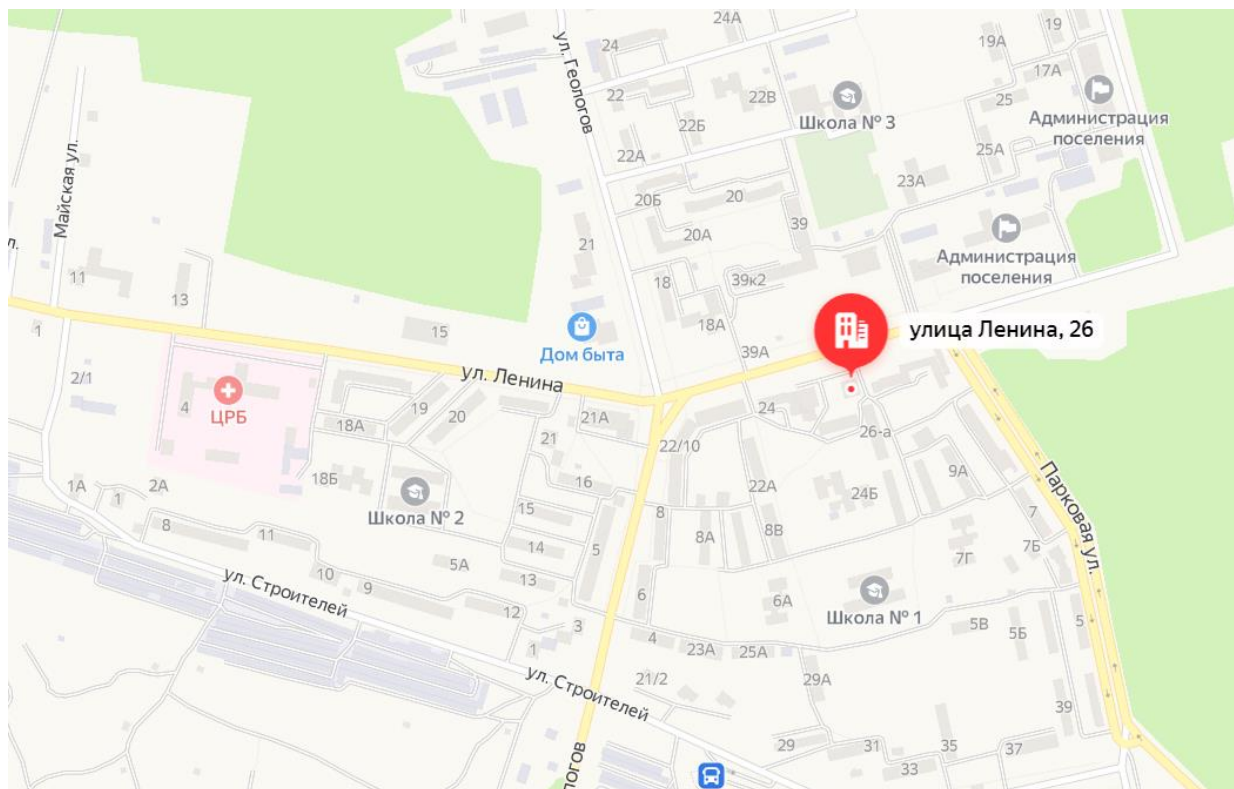 24А
19
24
19А
ул. Геологов
17А
22
22В
25
Школа № 3
Администрация
поселения
22Б
Майская ул.
22А
25А
23А
20Б
20
39
л.
20А
21
Администрация
поселения
11
18
39к2
13
1
15
18А
улица Ленина, 26
Дом быта
39А
ул. Ленина
2/1
4
ЦРБ
19
20
21А
24
18А
21
22/10
26-а
18Б
16
22А
24Б
9А
Парковая ул.
1А
1
2А
Школа № 2
15
8
7
8
11
14
5
8А
8В
7Г
7Б
5А
ул. Строителей
10
9
13
6
6А
Школа № 1
12
3
4
5В
5Б
5
1
23А
25А
ул. Строителей
21/2
29А
39
29
31
35
37
33
ологов